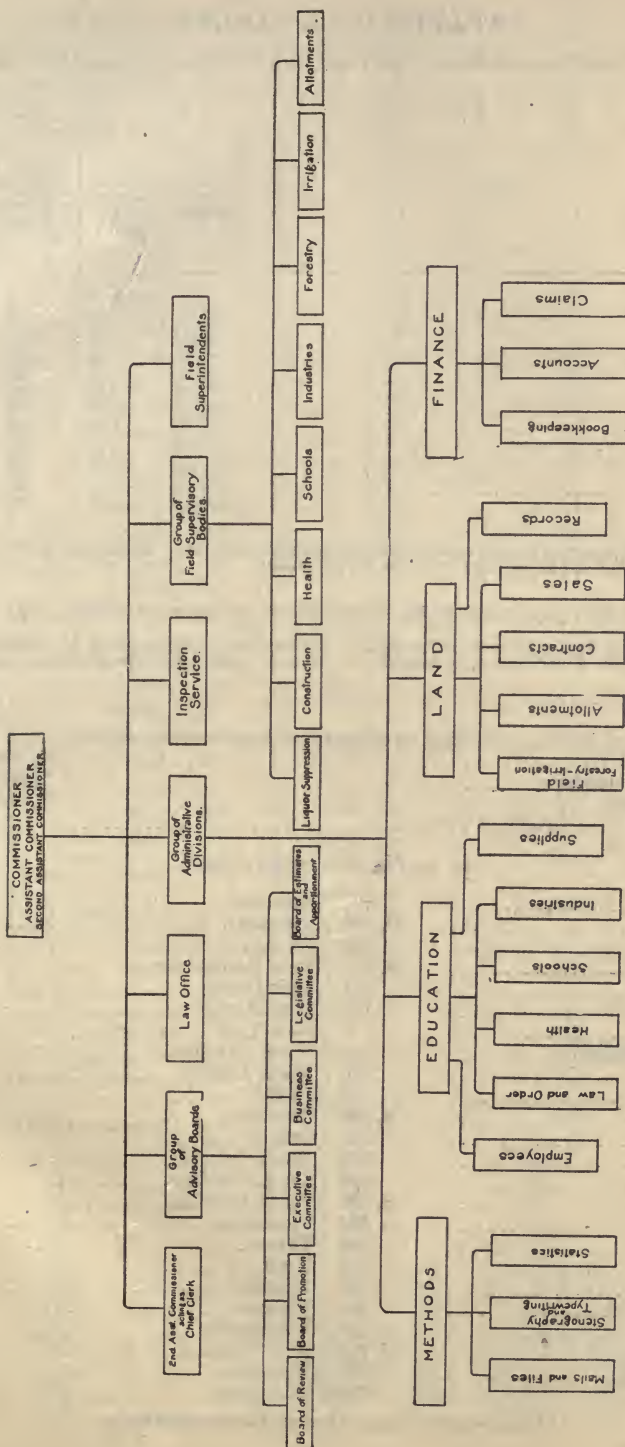 COMMISSIONER
ASSISTANT COMMISSIONER
SECOND ASSISTANT COMMISSIONER.
2nd. Asst. Commissioner
acting as
Chief Clerk
Group
of
Advisory Boards
Law Office
Group of
Administrative
Divisions.
Inspection
Service.
Group of
Field Supervisory
Bodies.
Field
Superintendents
Board of Review
Board of Promotion
Executive
Committee
Business
Committee
Legislative
Committee
Board of Estimates
and
Apportionment
Liquor Suppression
Construction
Health
Schools
Industries
Forestry
Irrigation
Allotments
METHODS
EDUCATION
LAND
FINANCE
Mails and Files
Stenography
and
Typewriting
Statistics
Employees
Law and Order
Health
Schools
Industries
Supplies
Field
Forestry-Irrigation
Allotments
Contracts
Sales
Records
Bookkeeping
Accounts
Claims